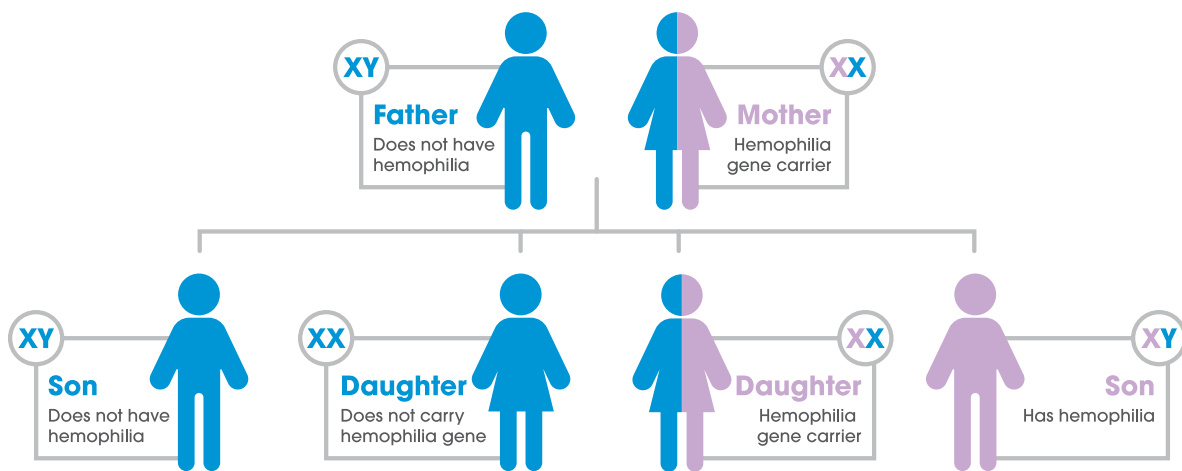 XY
Father
Does not have
hemophilia
XX
Mother
Hemophilia
gene carrier
XY
Son
Does not have
hemophilia
XX
Daughter
Does not carry
hemophilia gene
XX
Daughter
Hemophilia
gene carrier
XY
Son
Has hemophilia